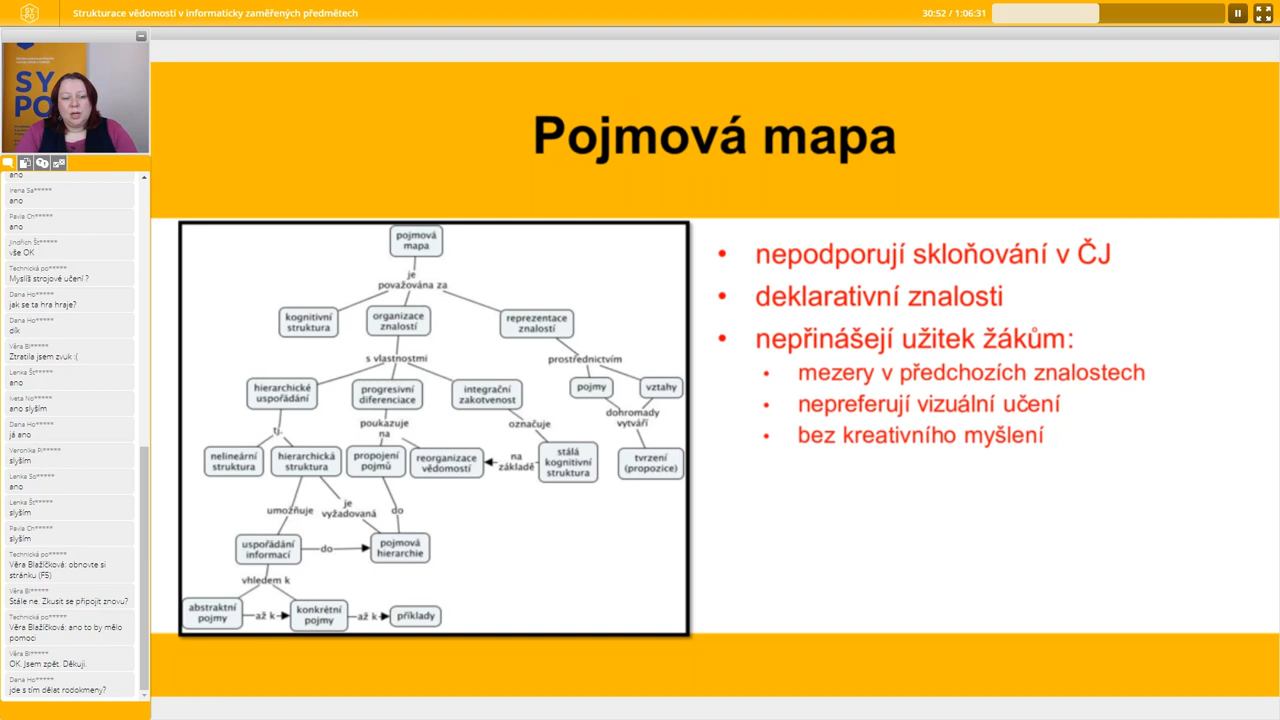 Strukturace vědomostí v informaticky zaměřených předmětech
30:52 / 1:06:31
SY
PO
SY
PO
ano
Irena Sa*****
ano
Pavla Ch*****
ano
Jindřich Št*****
vše OK
Technická po*****
Myslíš strojové učení ?
Dana Ho*****
jak se ta hra hraje?
Dana Ho*****
dík
Věra Bl*****
Ztratila jsem zvuk :(
Lenka Št*****
ano
Iveta No*****
ano slyším
Dana Ho*****
já ano
Veronika Pi*****
slyším
Lenka So*****
ano
Lenka Št*****
slyším
Pavla Ch*****
slyším
Technická po*****
Věra Blažíčková: obnovte si
stránku (F5)
Věra Bl*****
Stále ne. Zkusit se připojit znovu?
Technická po*****
Věra Blažíčková: ano to by mělo
pomoci
Věra Bl*****
OK. Jsem zpět. Děkuji.
Dana Ho*****
jde s tím dělat rodokmeny?
Pojmová mapa
pojmová
mapa
je
považována za
kognitivní
struktura
organizace
znalostí
reprezentace
znalostí
s vlastnostmi
prostřednictvím
hierarchické
uspořádání
progresivní
diferenciace
integrační
zakotvenost
pojmy
vztahy
tj.
poukazuje
na
označuje
dohromady
vytváří
nelineární
struktura
hierarchická
struktura
propojení
pojmů
reorganizace
vědomostí
na
základě
stálá
kognitivní
struktura
tvrzení
(propozice)
umožňuje
je
vyžadovaná
do
uspořádání
informací
do
pojmová
hierarchie
vhledem k
abstraktní
pojmy
až k
konkrétní
pojmy
až k
příklady
• nepodporují skloňování v ČJ
• deklarativní znalosti
• nepřinášejí užitek žákům:
• mezery v předchozích znalostech
• nepreferují vizuální učení
• bez kreativního myšlení